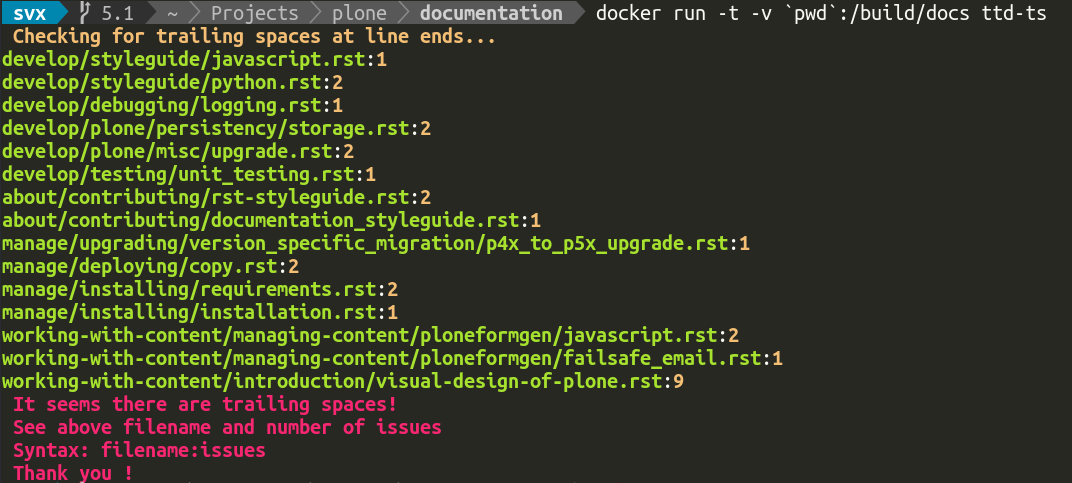 svx 5.1 ~ Projects plone documentation docker run -t -v `pwd`:/build/docs ttd-ts
Checking for trailing spaces at line ends...
develop/styleguide/javascript.rst:1
develop/styleguide/python.rst:2
develop/debugging/logging.rst:1
develop/plone/persistency/storage.rst:2
develop/plone/misc/upgrade.rst:2
develop/testing/unit_testing.rst:1
about/contributing/rst-styleguide.rst:2
about/contributing/documentation_styleguide.rst:1
manage/upgrading/version_specific_migration/p4x_to_p5x_upgrade.rst:1
manage/deploying/copy.rst:2
manage/installing/requirements.rst:2
manage/installing/installation.rst:1
working-with-content/managing-content/ploneformgen/javascript.rst:2
working-with-content/managing-content/ploneformgen/failsafe_email.rst:1
working-with-content/introduction/visual-design-of-plone.rst:9
It seems there are trailing spaces!
See above filename and number of issues
Syntax: filename:issues
Thank you !